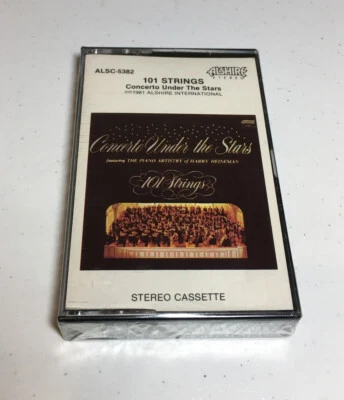 ALSC-5382
ALSHIRE
STEREO
101 STRINGS
Concerto Under The Stars
℗©1981 ALSHIRE INTERNATIONAL
Concerto Under the Stars
featuring THE PIANO ARTISTRY of HARRY HEINEMAN
101 Strings
STEREO CASSETTE